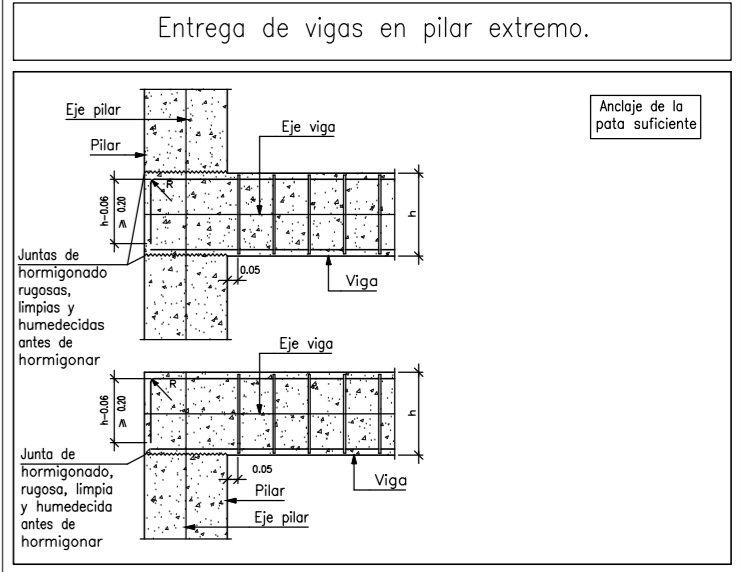 Entrega de vigas en pilar extremo.
Anclaje de la
pata suficiente
Eje pilar
Eje viga
Pilar
R
h-0.06
≥ 0.20
h
Juntas de
hormigonado
rugosas,
limpias y
humedecidas
antes de
hormigonar
0.05
Viga
Eje viga
R
h-0.06
≥ 0.20
h
Junta de
hormigonado,
rugosa, limpia
y humedecida
antes de
hormigonar
0.05
Pilar
Viga
Eje pilar